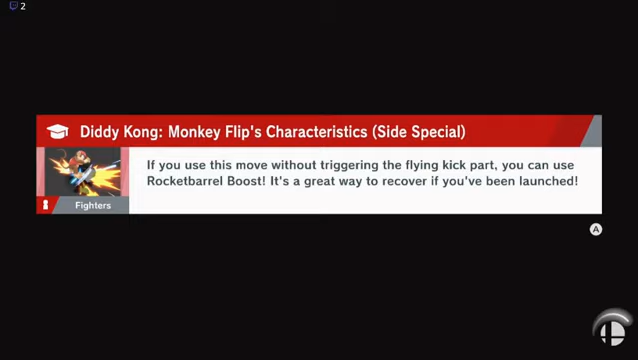 2
Diddy Kong: Monkey Flip's Characteristics (Side Special)
If you use this move without triggering the flying kick part, you can use
Rocketbarrel Boost! It's a great way to recover if you've been launched!
Fighters
A